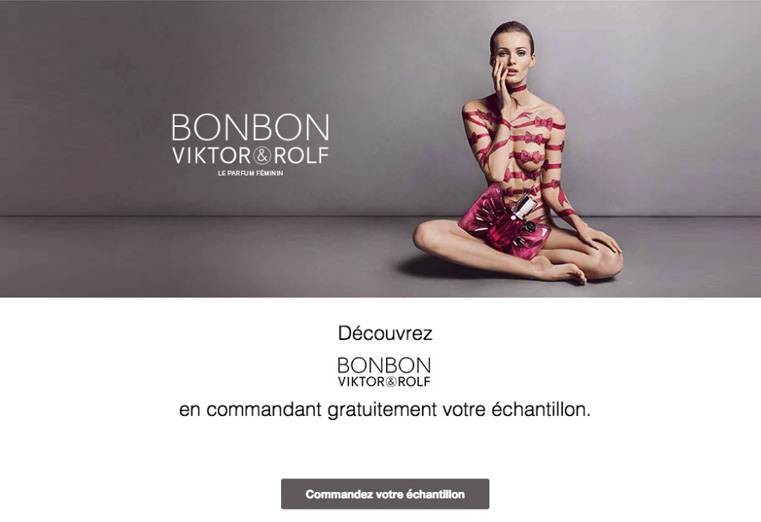 BONBON
VIKTOR&ROLF
LE PARFUM FÉMININ
Découvrez
BONBON
VIKTOR&ROLF
en commandant gratuitement votre échantillon.
Commandez votre échantillon